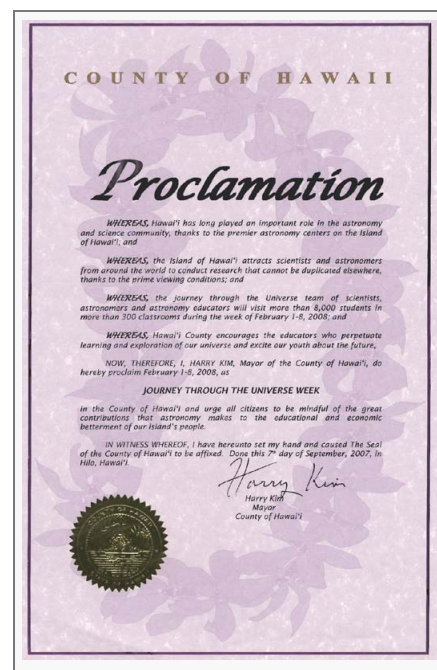 COUNTY OF HAWAII
Proclamation
WHEREAS, Hawai'i has long played an important role in the astronomy
and science community, thanks to the premier astronomy centers on the Island
of Hawai'i; and
WHEREAS, the Island of Hawai'i attracts scientists and astronomers
from around the world to conduct research that cannot be duplicated elsewhere,
thanks to the prime viewing conditions; and
WHEREAS, the journey through the Universe team of scientists,
astronomers and astronomy educators will visit more than 8,000 students in
more than 300 classrooms during the week of February 1-8, 2008; and
WHEREAS, Hawai'i County encourages the educators who perpetuate
learning and exploration of our universe and excite our youth about the future,
NOW, THEREFORE, I, HARRY KIM, Mayor of the County of Hawai'i, do
hereby proclaim February 1-8, 2008, as
JOURNEY THROUGH THE UNIVERSE WEEK
in the County of Hawai'i and urge all citizens to be mindful of the great
contributions that astronomy makes to the educational and economic
betterment of our island's people.
IN WITNESS WHEREOF, I have hereunto set my hand and caused The Seal
of the County of Hawai'i to be affixed. Done this 7th day of September, 2007, in
Hilo, Hawai'i.
Harry Kim
Harry Kim
Mayor
County of Hawai'i